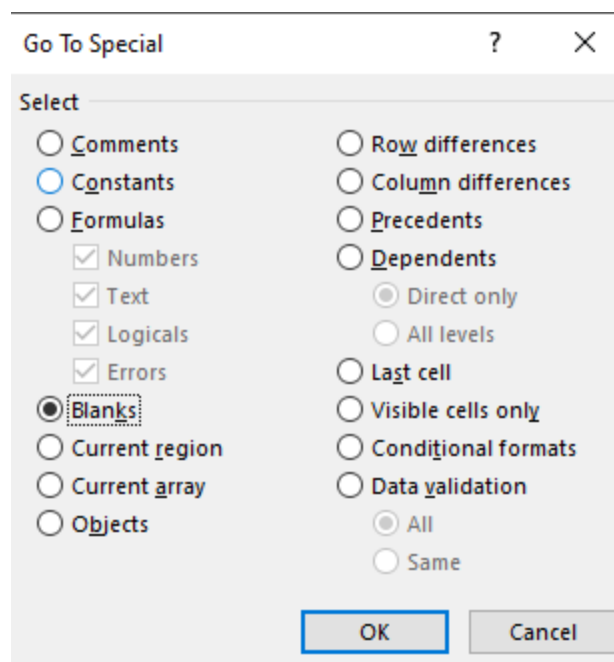 Go To Special
?
Select
Comments
Constants
Formulas
Numbers
Text
Logicals
Errors
Blanks
Current region
Current array
Objects
Row differences
Column differences
Precedents
Dependents
Direct only
All levels
Last cell
Visible cells only
Conditional formats
Data validation
All
Same
OK
Cancel